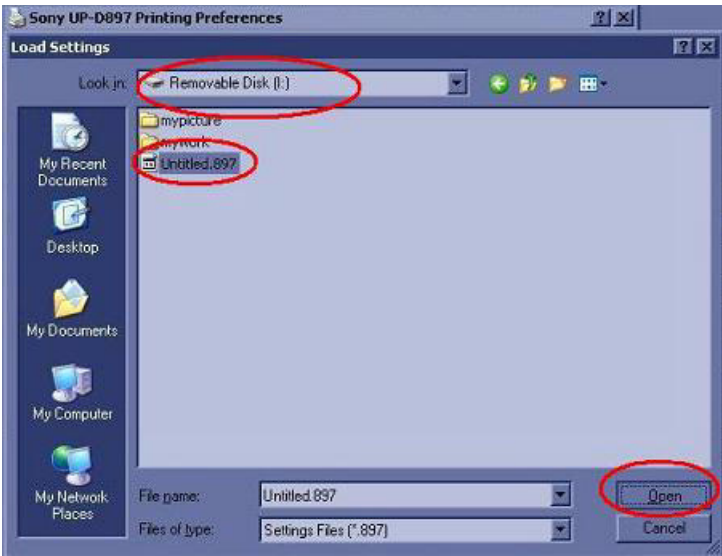 Sony UP-D897 Printing Preferences
Load Settings
Look in:
Removable Disk (I:)
mypicture
mywork
Untitled.897
My Recent
Documents
Desktop
My Documents
My Computer
My Network
Places
File name:
Untitled.897
Open
Files of type:
Settings Files (*.897)
Cancel